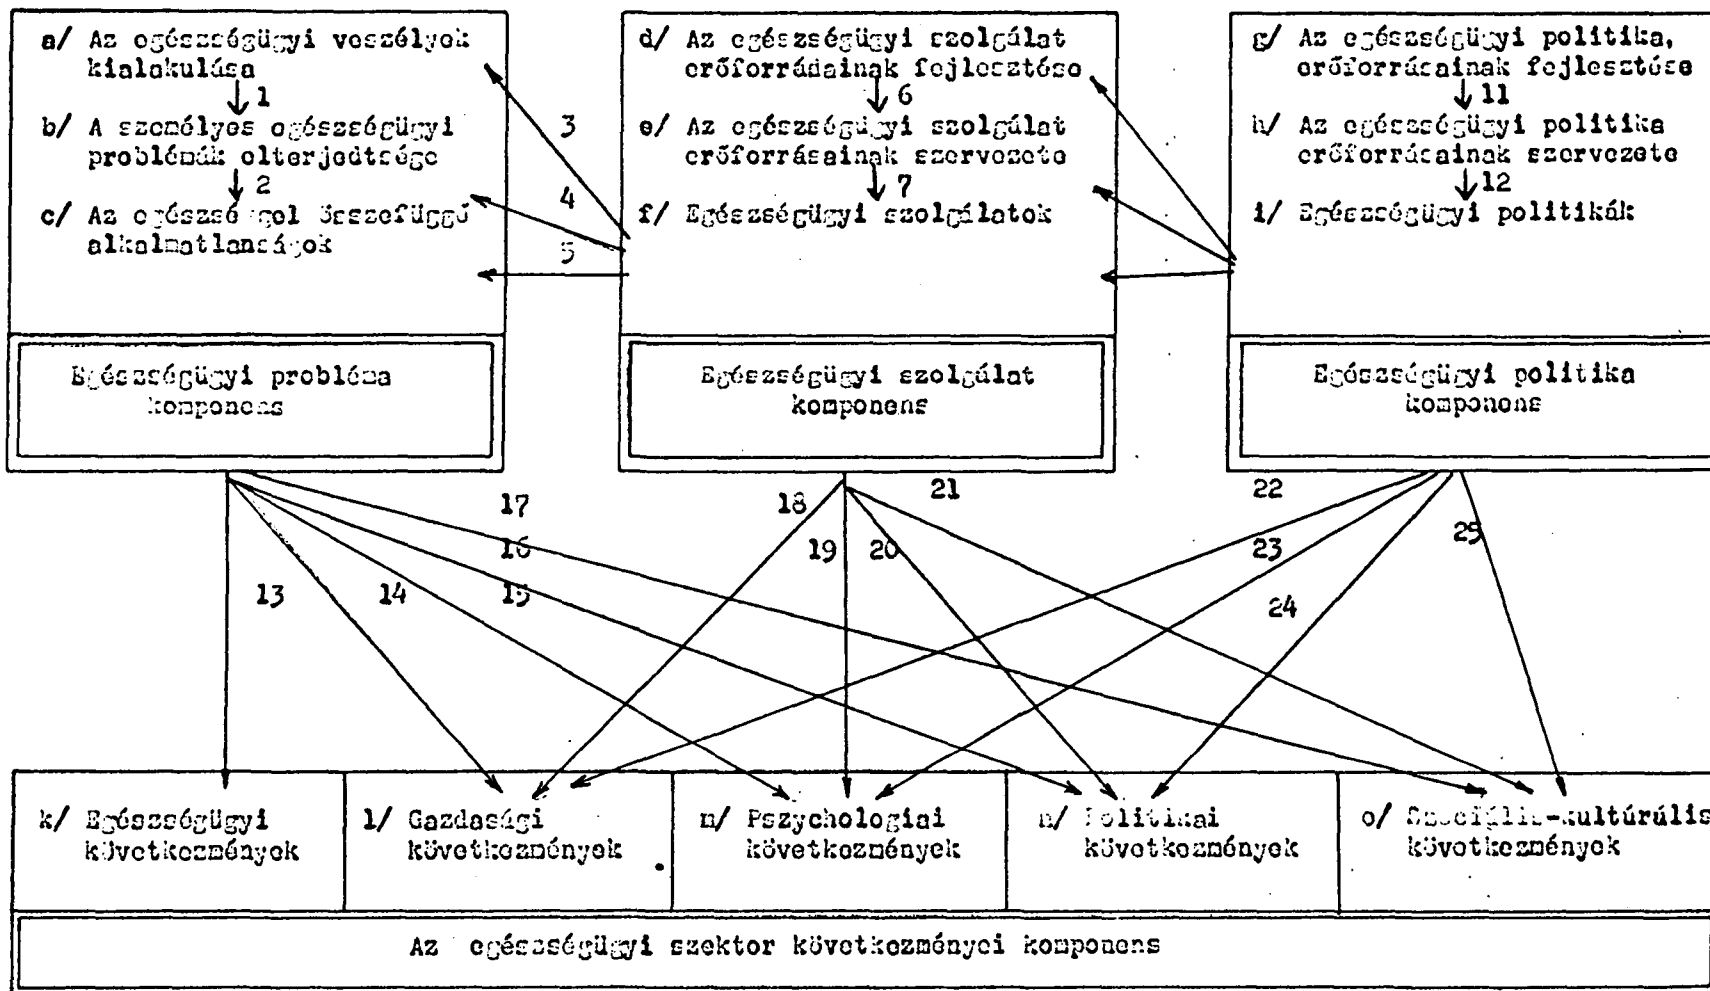 a/ Az egészségügyi veszélyek
kialakulása
1
b/ A személyes egészségügyi
problémák elterjedtsége
2
c/ Az egészséggel összefüggő
alkalmatlanságok
3
4
5
d/ Az egészségügyi szolgálat
erőforrádainak fejlesztése
6
e/ Az egészségügyi szolgálat
erőforrásainak szervezete
7
f/ Egészségügyi szolgálatok
g/ Az egészségügyi politika,
erőforrásainak fejlesztése
11
h/ Az egészségügyi politika
erőforrásainak szervezete
12
i/ Egészségügyi politikák
Egészségügyi probléma
komponens
Egészségügyi szolgálat
komponens
Egészségügyi politika
komponens
17
18
21
22
16
19
20
23
25
13
14
15
24
k/ Egészségügyi
következmények
l/ Gazdasági
következmények
m/ Pszychologiai
következmények
n/ Politikai
következmények
o/ Szociális-kultúrális
következmények
Az egészségügyi szektor következményei komponens